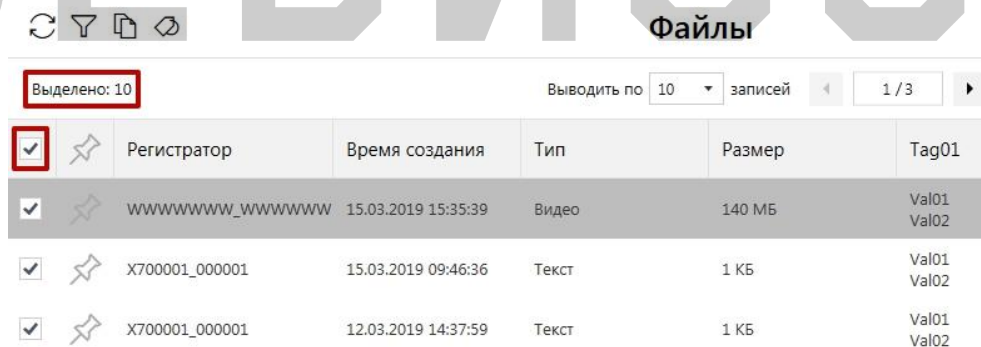 Файлы
Выделено: 10
Выводить по 10 записей 1 / 3
Регистратор Время создания Тип Размер Tag01
WWWWWWW_WWWWWW 15.03.2019 15:35:39 Видео 140 МБ Val01
Val02
X700001_000001 15.03.2019 09:46:36 Текст 1 КБ Val01
Val02
X700001_000001 12.03.2019 14:37:59 Текст 1 КБ Val01
Val02